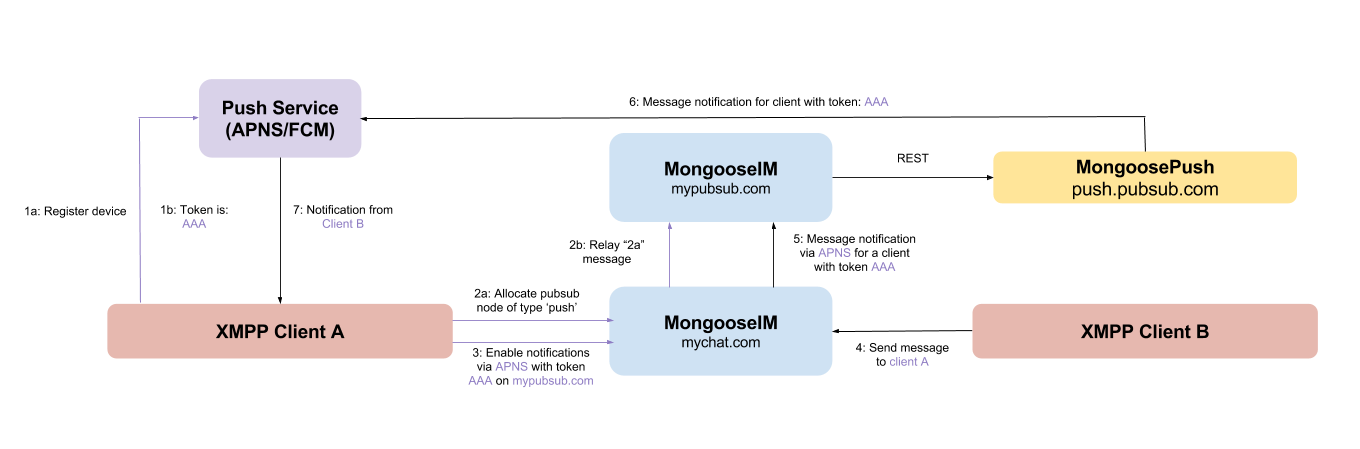 6: Message notification for client with token: AAA
Push Service
(APNS/FCM)
MongooseIM
mypubsub.com
REST
MongoosePush
push.pubsub.com
1a: Register device
1b: Token is:
AAA
7: Notification from
Client B
2b: Relay “2a”
message
5: Message notification
via APNS for a client
with token AAA
2a: Allocate pubsub
node of type ‘push’
XMPP Client A
MongooseIM
mychat.com
XMPP Client B
3: Enable notifications
via APNS with token
AAA on mypubsub.com
4: Send message
to client A